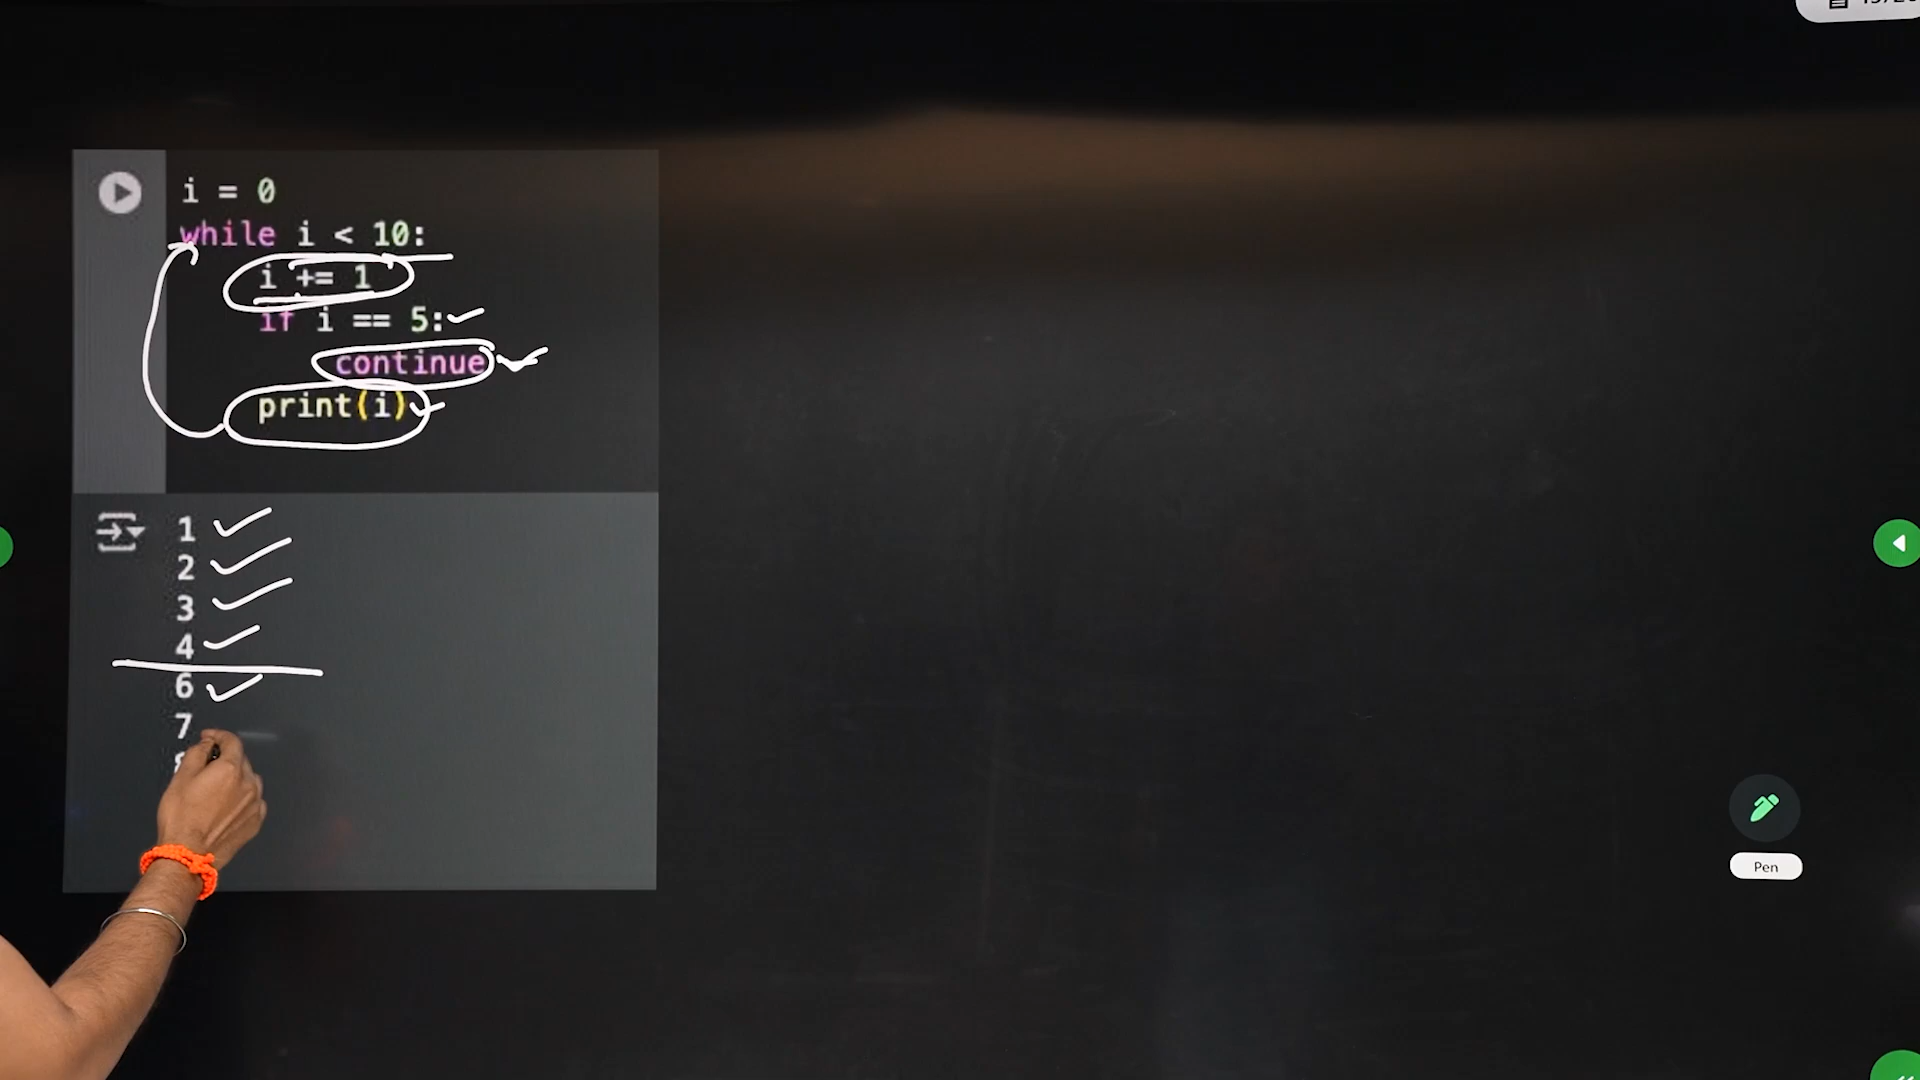 i = 0
while i < 10:
i += 1
if i == 5:
continue
print(i)
1
2
3
4
6
7
Pen